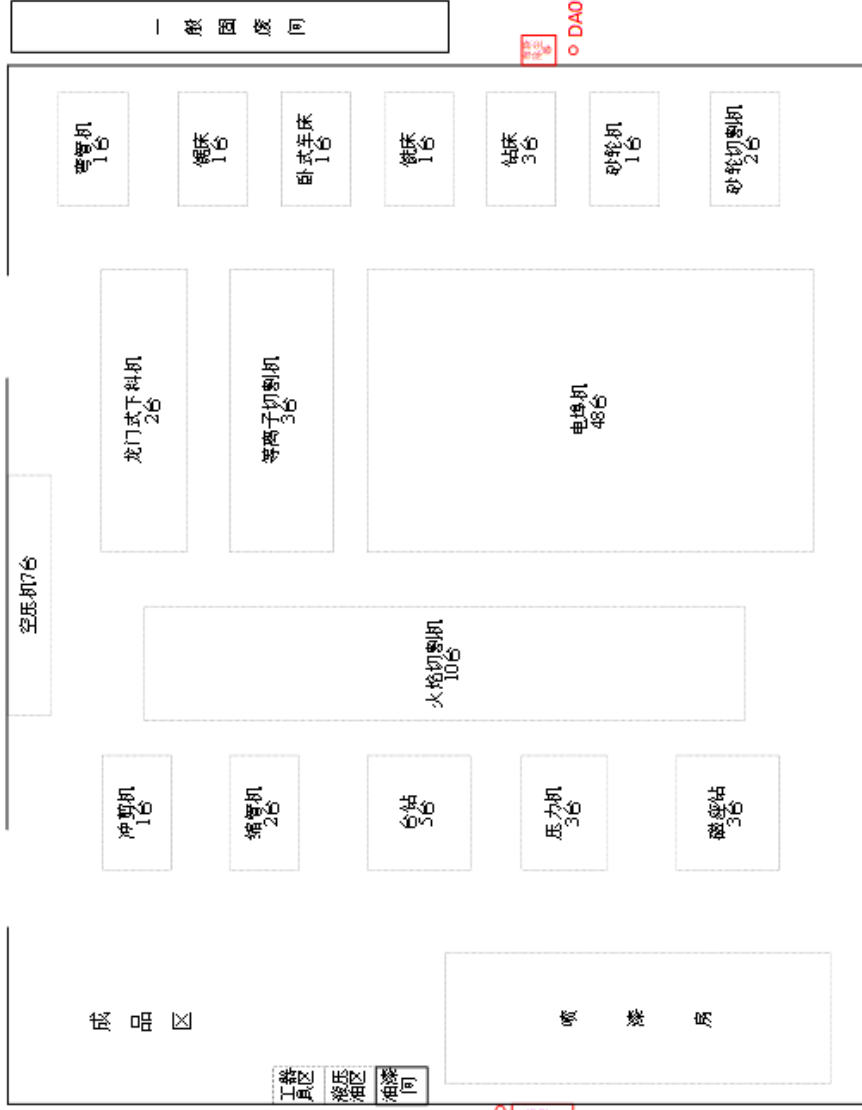 一般固废间
DA0
弯管机
1台
锯床
1台
卧式车床
1台
铣床
1台
钻床
3台
砂轮机
1台
砂轮切割机
2台
龙门式下料机
2台
等离子切割机
3台
电焊机
48台
空压机7台
火焰切割机
10台
冲剪机
1台
缩管机
2台
台钻
5台
压力机
3台
磁座钻
3台
成品区
喷漆房
工器
具区
液压
油区
油漆
间